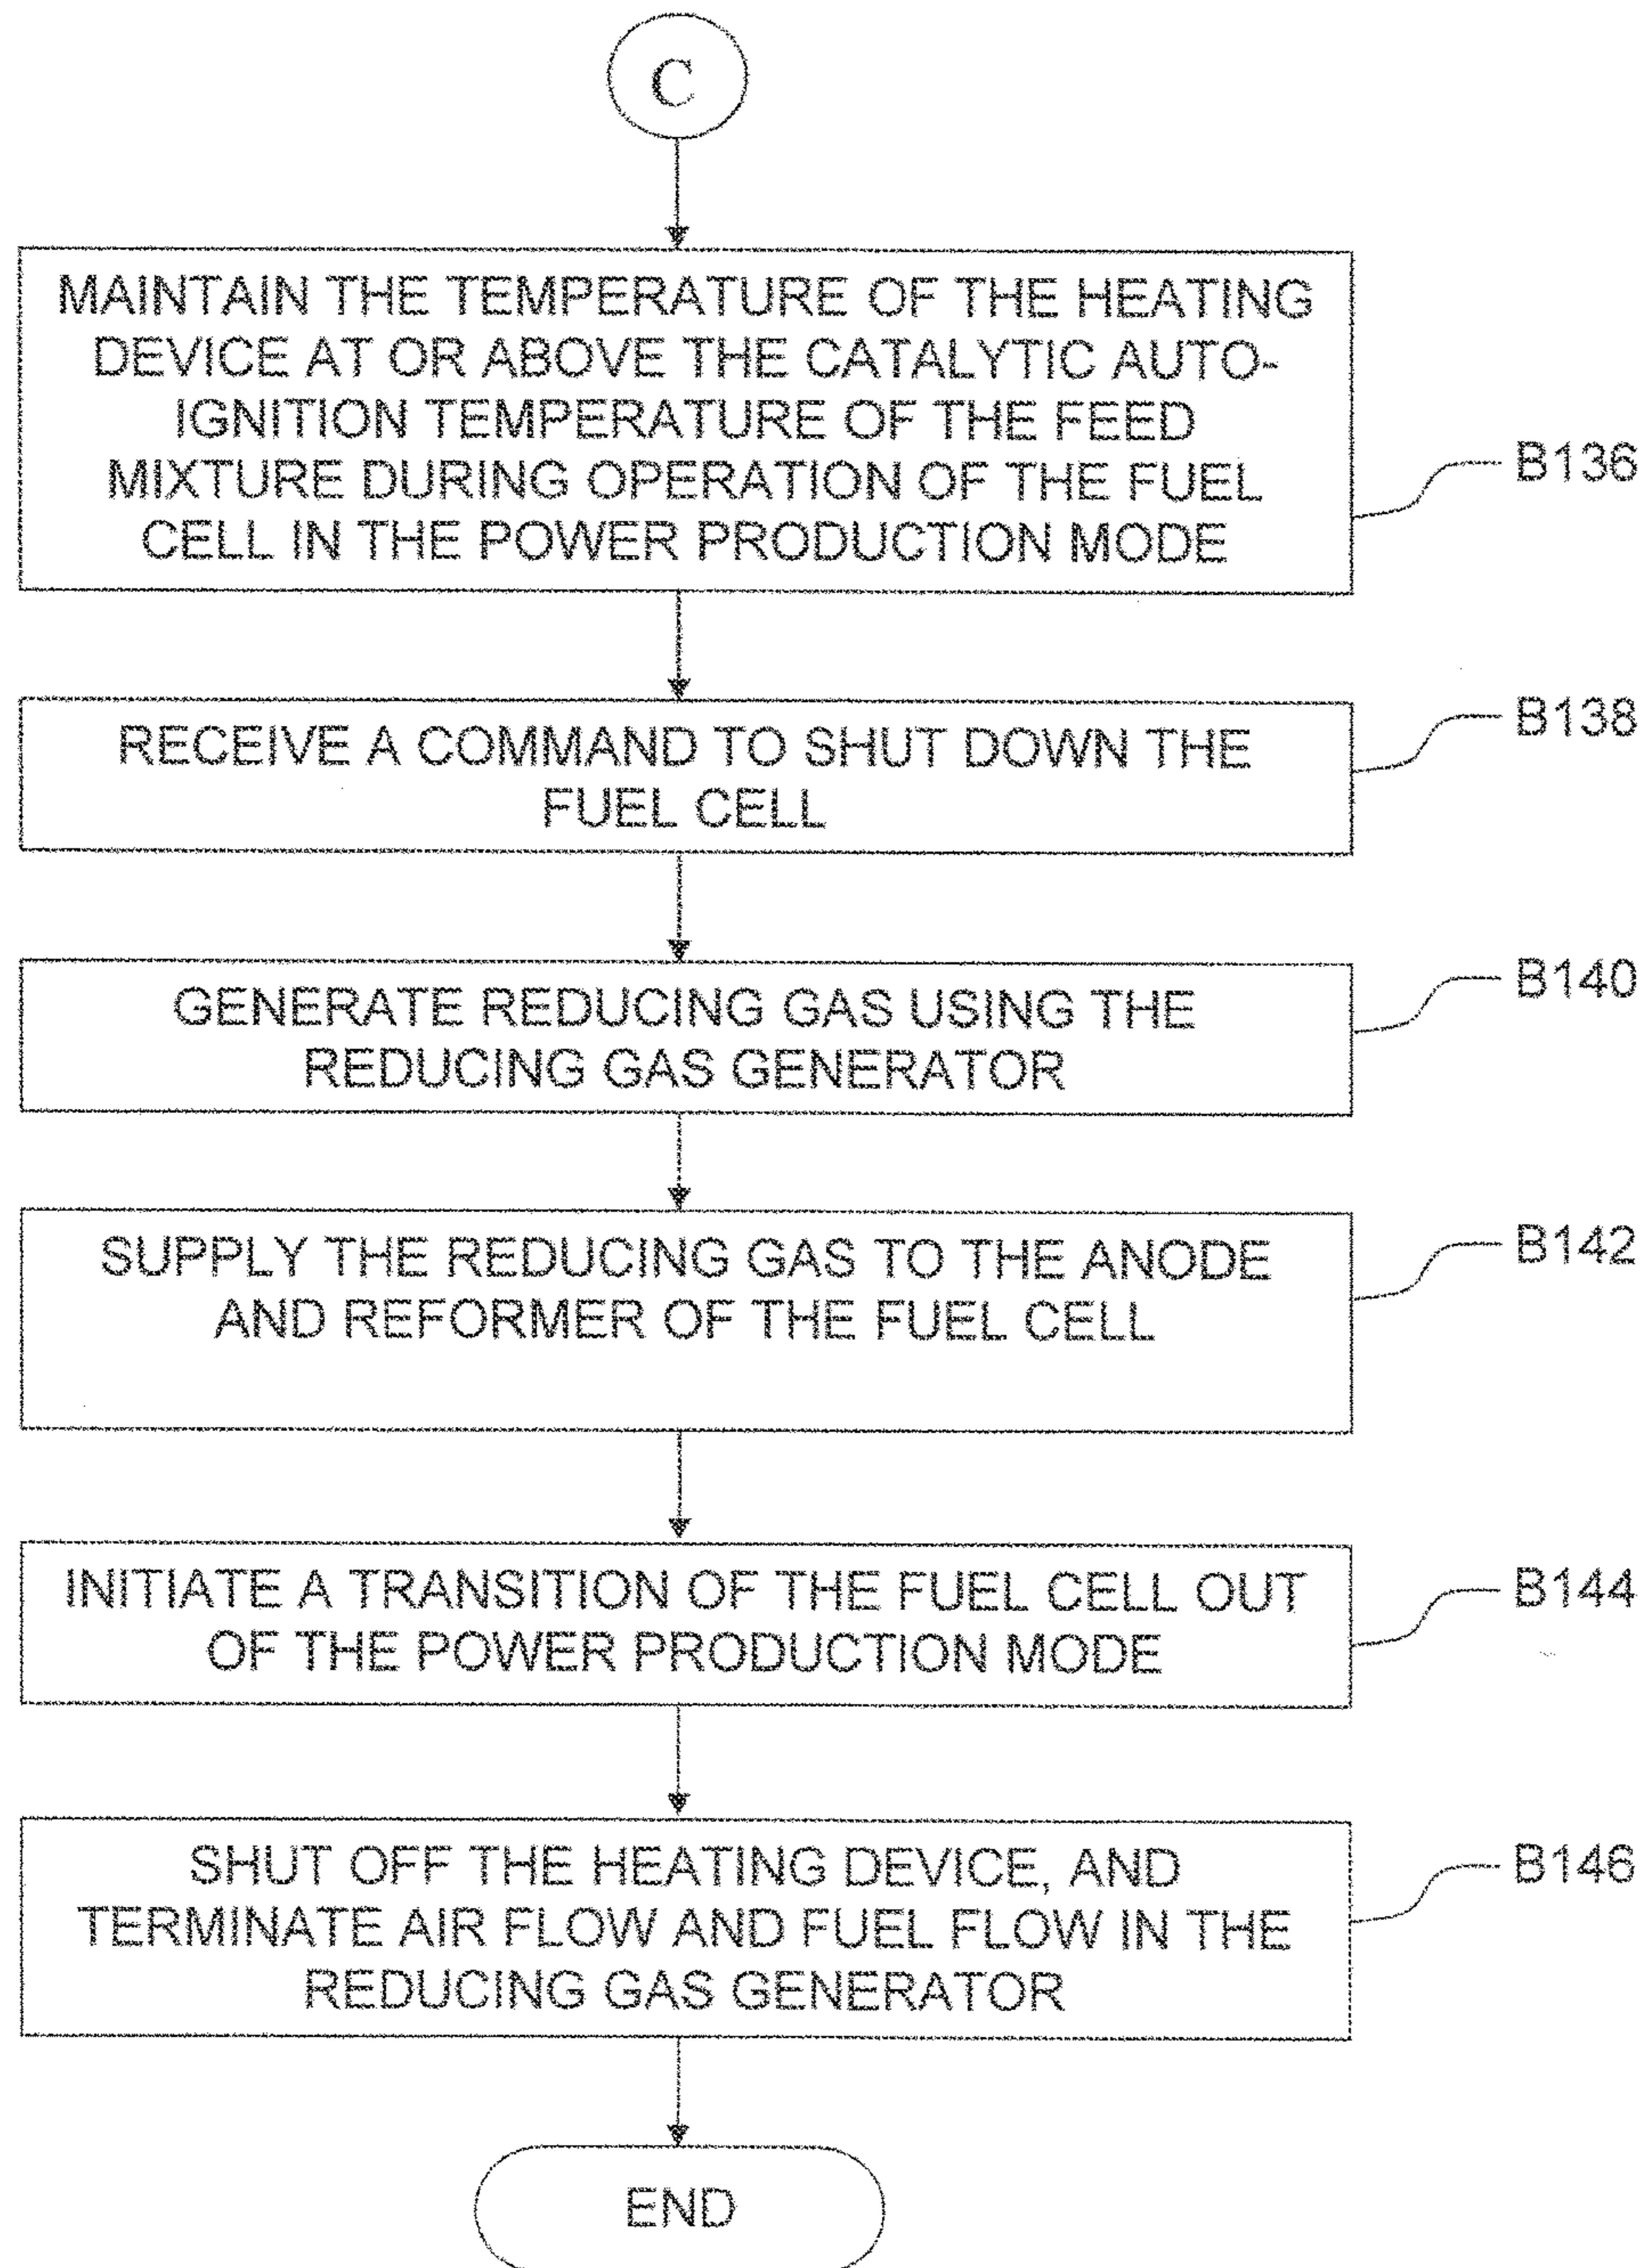 C
MAINTAIN THE TEMPERATURE OF THE HEATING
DEVICE AT OR ABOVE THE CATALYTIC AUTO-
IGNITION TEMPERATURE OF THE FEED
MIXTURE DURING OPERATION OF THE FUEL
CELL IN THE POWER PRODUCTION MODE
B136
RECEIVE A COMMAND TO SHUT DOWN THE
FUEL CELL
B138
GENERATE REDUCING GAS USING THE
REDUCING GAS GENERATOR
B140
SUPPLY THE REDUCING GAS TO THE ANODE
AND REFORMER OF THE FUEL CELL
B142
INITIATE A TRANSITION OF THE FUEL CELL OUT
OF THE POWER PRODUCTION MODE
B144
SHUT OFF THE HEATING DEVICE, AND
TERMINATE AIR FLOW AND FUEL FLOW IN THE
REDUCING GAS GENERATOR
B146
END